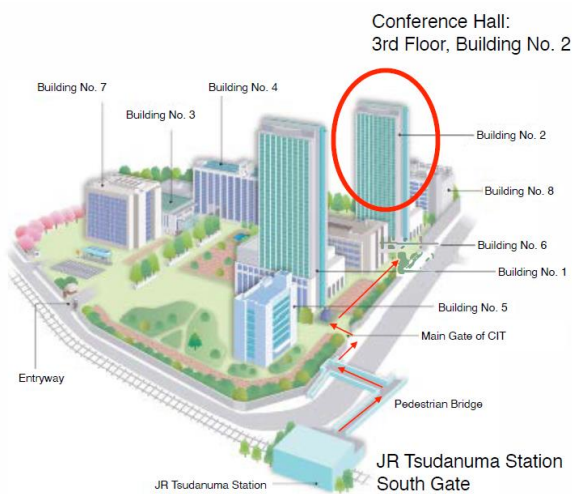 Conference Hall:
3rd Floor, Building No. 2
Building No. 7
Building No. 4
Building No. 3
Building No. 2
Building No. 8
Building No. 6
Building No. 1
Building No. 5
Main Gate of CIT
Entryway
Pedestrian Bridge
JR Tsudanuma Station
South Gate
JR Tsudanuma Station